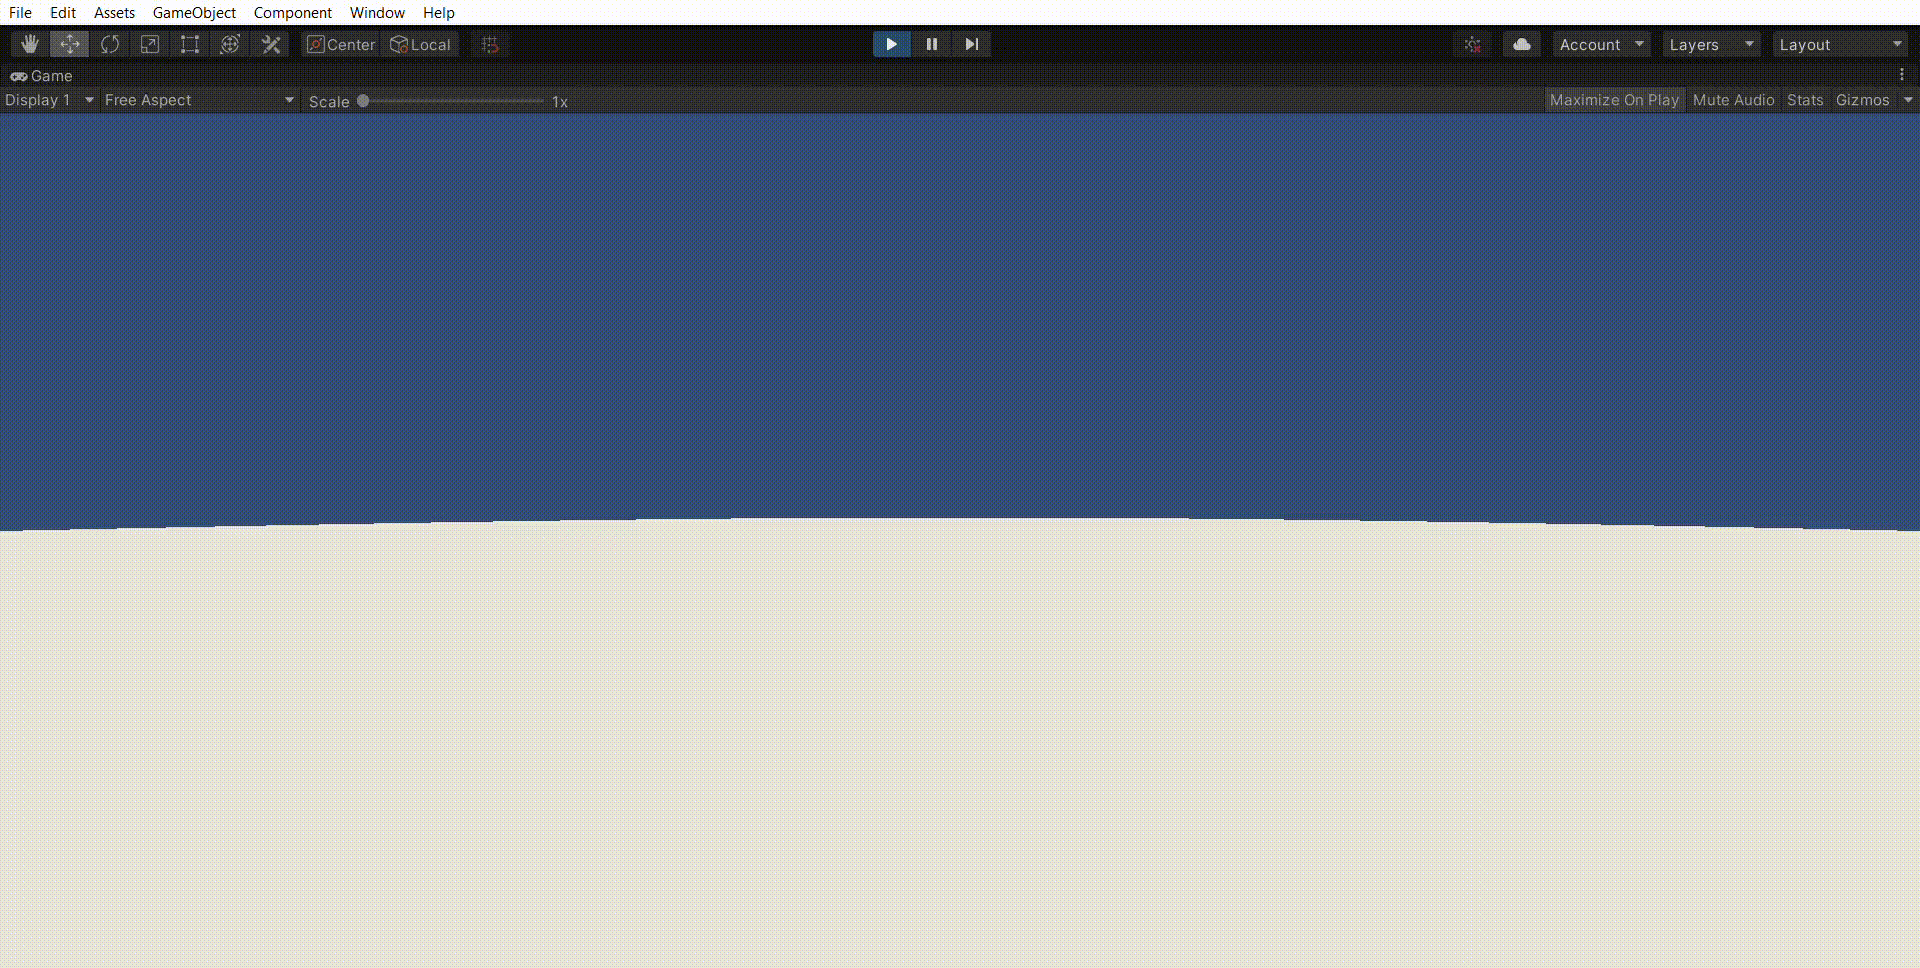 File Edit Assets GameObject Component Window Help
Center Local Account Layers Layout
Game
Display 1 Free Aspect Scale 1x Maximize On Play Mute Audio Stats Gizmos